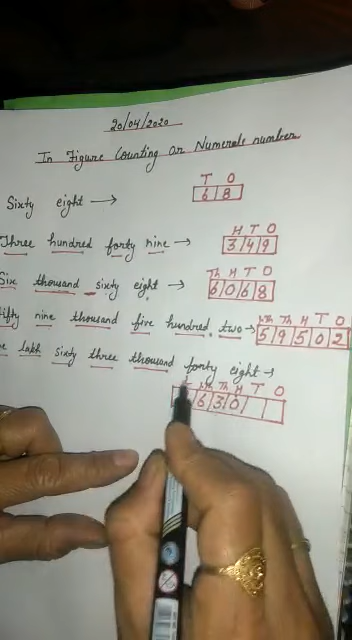 20/04/2020
In Figure Counting or Numerals number
T O
Sixty eight → 6 8
H T O
Three hundred forty nine → 3 4 9
Th H T O
Six thousand sixty eight, → 6 0 6 8
TTh Th H T O
fifty nine thousand five hundred two → 5 9 5 0 2
lakh sixty three thousand forty eight →
Th H T O
6 3 0